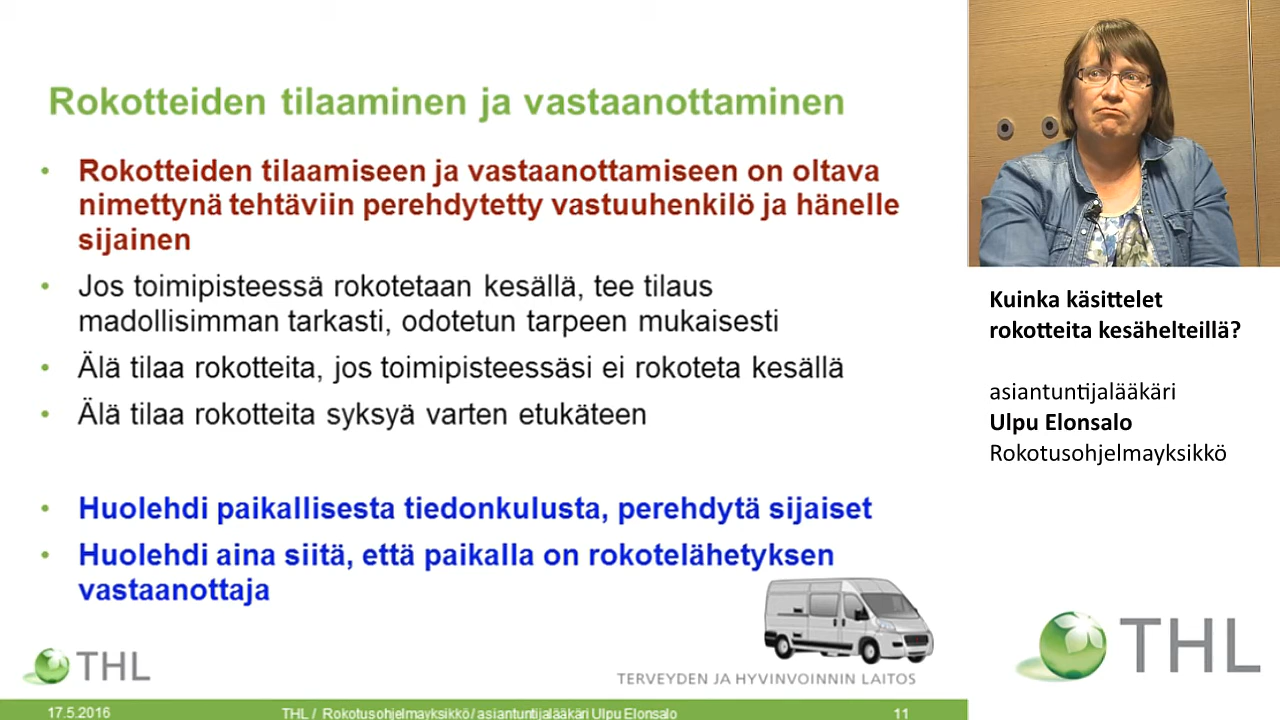 Rokotteiden tilaaminen ja vastaanottaminen
• Rokotteiden tilaamiseen ja vastaanottamiseen on oltava
nimettynä tehtäviin perehdytetty vastuuhenkilö ja hänelle
sijainen
• Jos toimipisteessä rokotetaan kesällä, tee tilaus
madollisimman tarkasti, odotetun tarpeen mukaisesti
• Älä tilaa rokotteita, jos toimipisteessäsi ei rokoteta kesällä
• Älä tilaa rokotteita syksyä varten etukäteen
• Huolehdi paikallisesta tiedonkulusta, perehdytä sijaiset
• Huolehdi aina siitä, että paikalla on rokotelähetyksen
vastaanottaja
THL
TERVEYDEN JA HYVINVOINNIN LAITOS
17.5.2016
THL / Rokotusohjelmayksikkö/ asiantuntijalääkäri Ulpu Elonsalo
11
Kuinka käsittelet
rokotteita kesähelteillä?
asiantuntijalääkäri
Ulpu Elonsalo
Rokotusohjelmayksikkö
THL